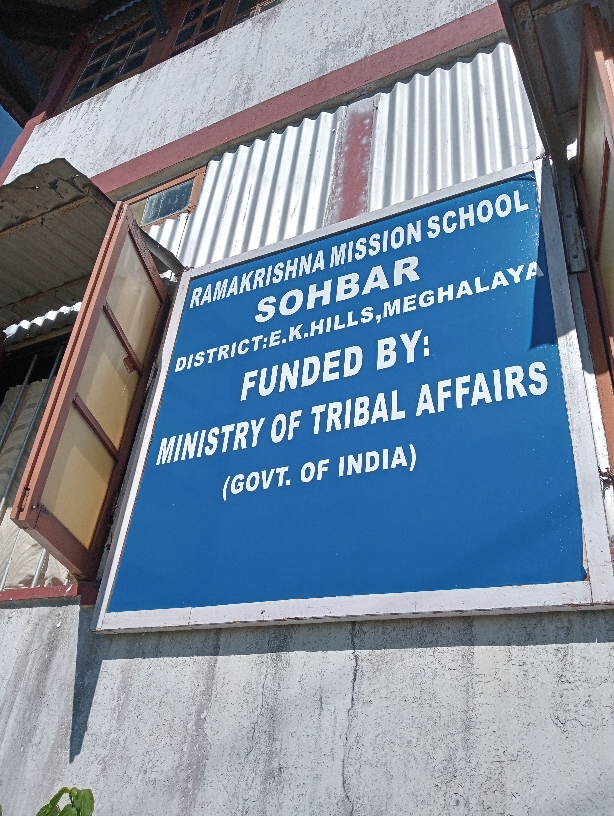 RAMAKRISHNA MISSION SCHOOL
SOHBAR
DISTRICT:E.K.HILLS,MEGHALAYA
FUNDED BY:
MINISTRY OF TRIBAL AFFAIRS
(GOVT. OF INDIA)